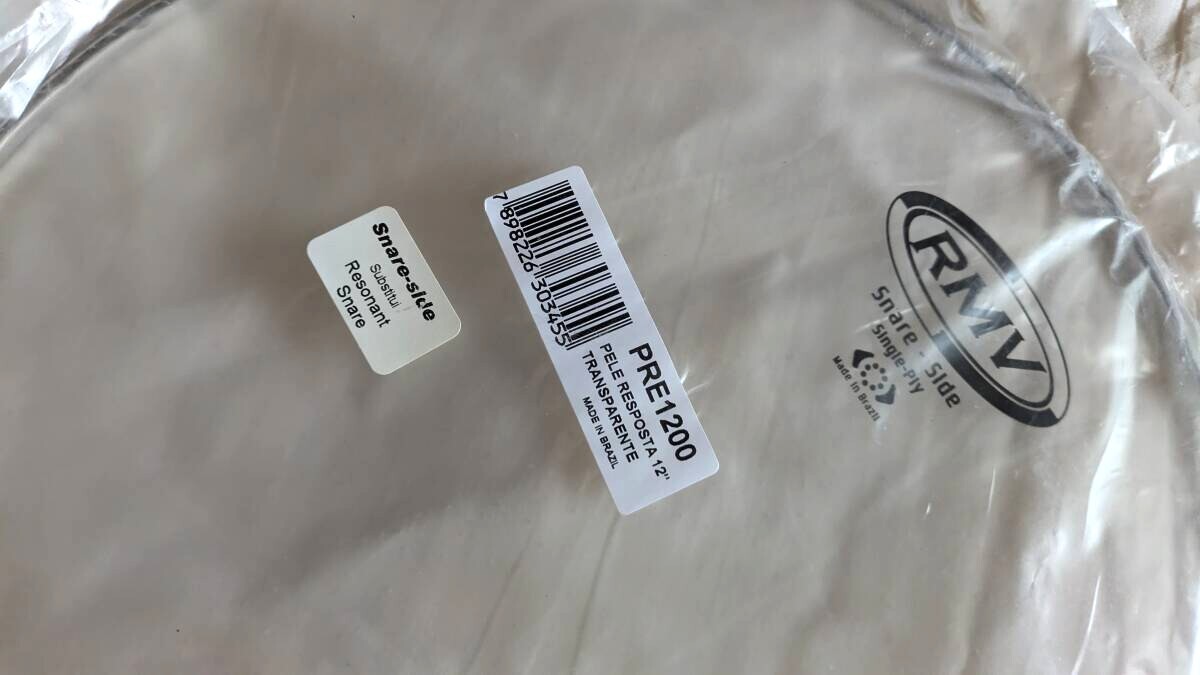 Snare-side
Substitui
Resonant
Snare
7 898226 303455
PRE1200
PELE RESPOSTA 12"
TRANSPARENTE
MADE IN BRAZIL
RMV
Snare - Side
Single-Ply
Made in Brazil